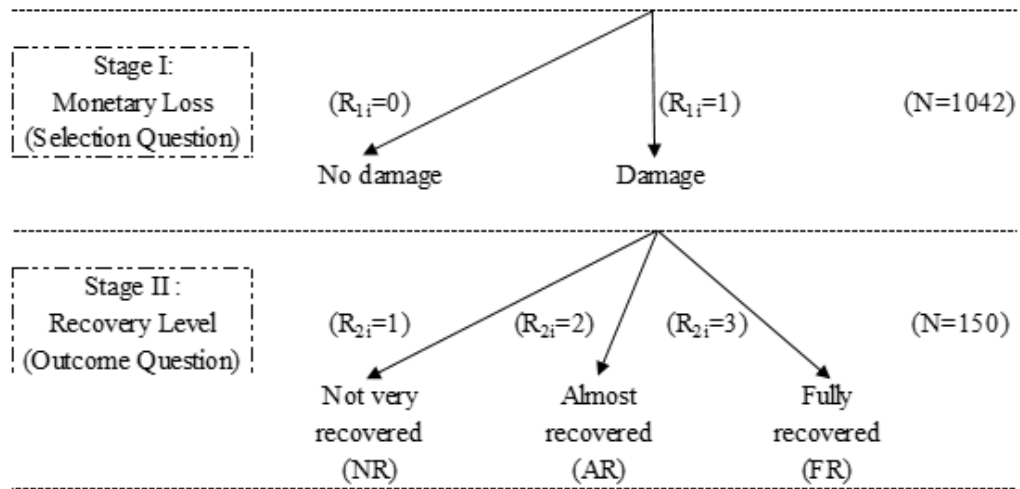 Stage I:
Monetary Loss
(Selection Question)
(R1i=0)
(R1i=1)
(N=1042)
No damage
Damage
Stage II :
Recovery Level
(Outcome Question)
(R2i=1)
(R2i=2)
(R2i=3)
(N=150)
Not very
recovered
(NR)
Almost
recovered
(AR)
Fully
recovered
(FR)